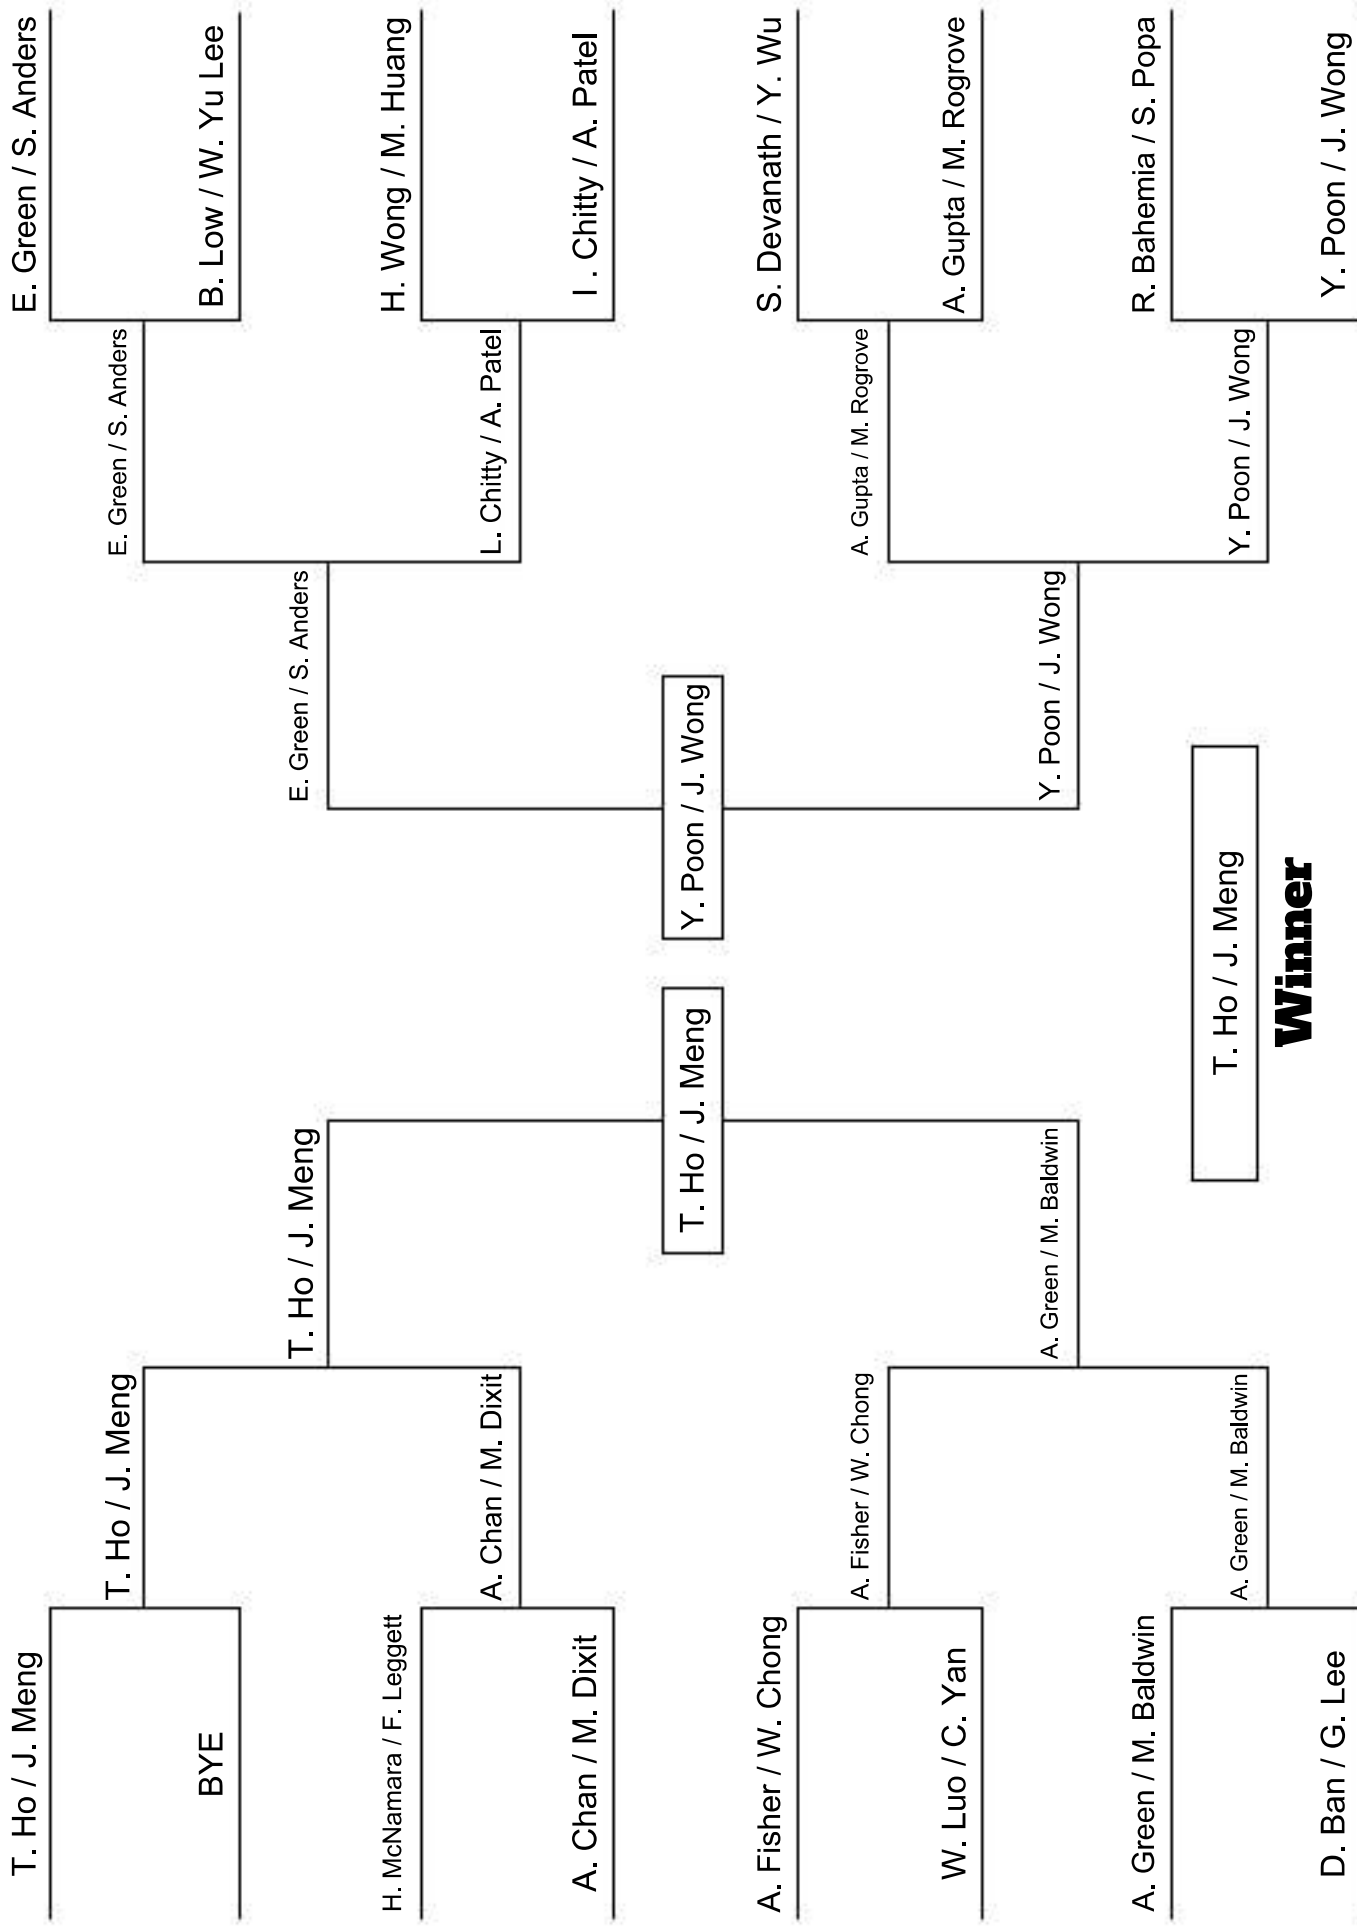 T. Ho / J. Meng
BYE
H. McNamara / F. Leggett
A. Chan / M. Dixit
A. Fisher / W. Chong
W. Luo / C. Yan
A. Green / M. Baldwin
D. Ban / G. Lee
T. Ho / J. Meng
A. Chan / M. Dixit
A. Fisher / W. Chong
A. Green / M. Baldwin
T. Ho / J. Meng
A. Green / M. Baldwin
T. Ho / J. Meng
Y. Poon / J. Wong
T. Ho / J. Meng
Winner
E. Green / S. Anders
Y. Poon / J. Wong
E. Green / S. Anders
L. Chitty / A. Patel
A. Gupta / M. Rogrove
Y. Poon / J. Wong
E. Green / S. Anders
B. Low / W. Yu Lee
H. Wong / M. Huang
I . Chitty / A. Patel
S. Devanath / Y. Wu
A. Gupta / M. Rogrove
R. Bahemia / S. Popa
Y. Poon / J. Wong